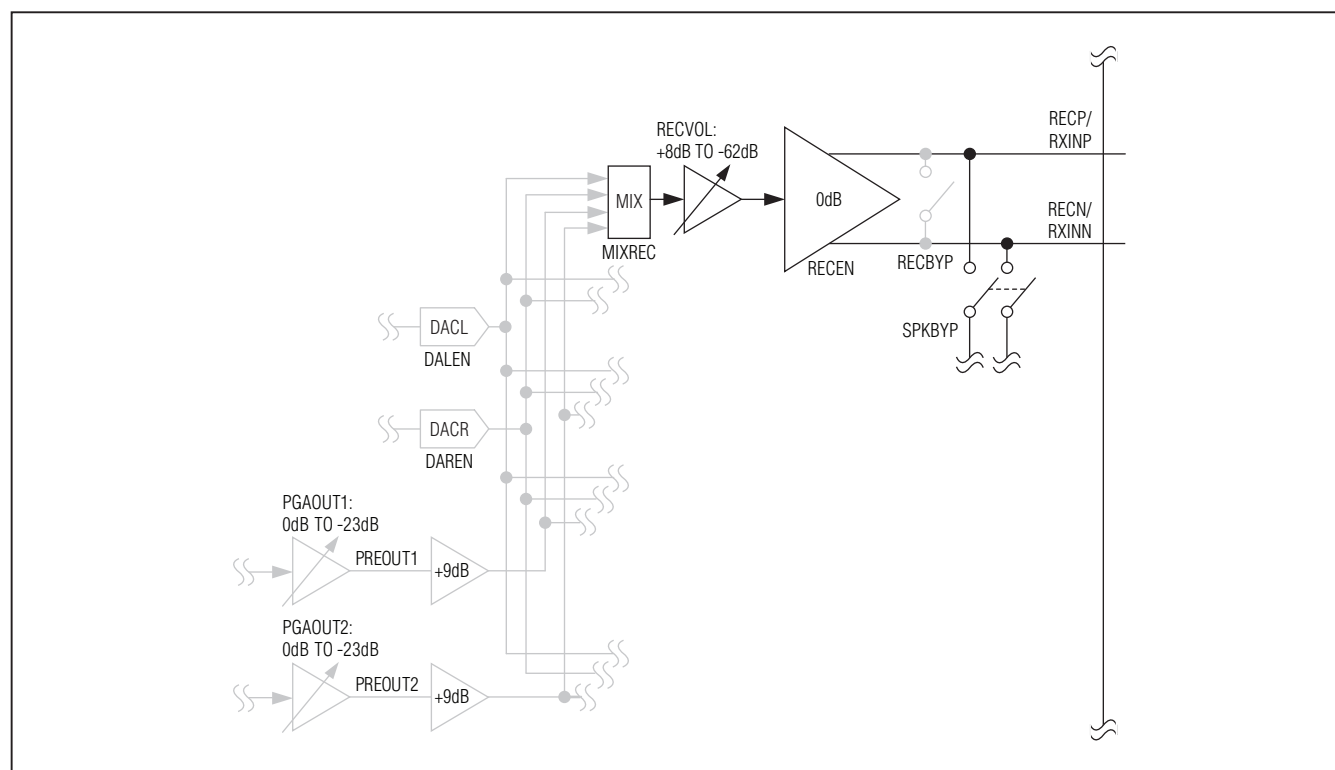 RECVOL:
+8dB TO -62dB
RECP/
RXINP
MIX
MIXREC
0dB
RECEN
RECBYP
RECN/
RXINN
SPKBYP
DACL
DALEN
DACR
DAREN
PGAOUT1:
0dB TO -23dB
PREOUT1
+9dB
PGAOUT2:
0dB TO -23dB
PREOUT2
+9dB